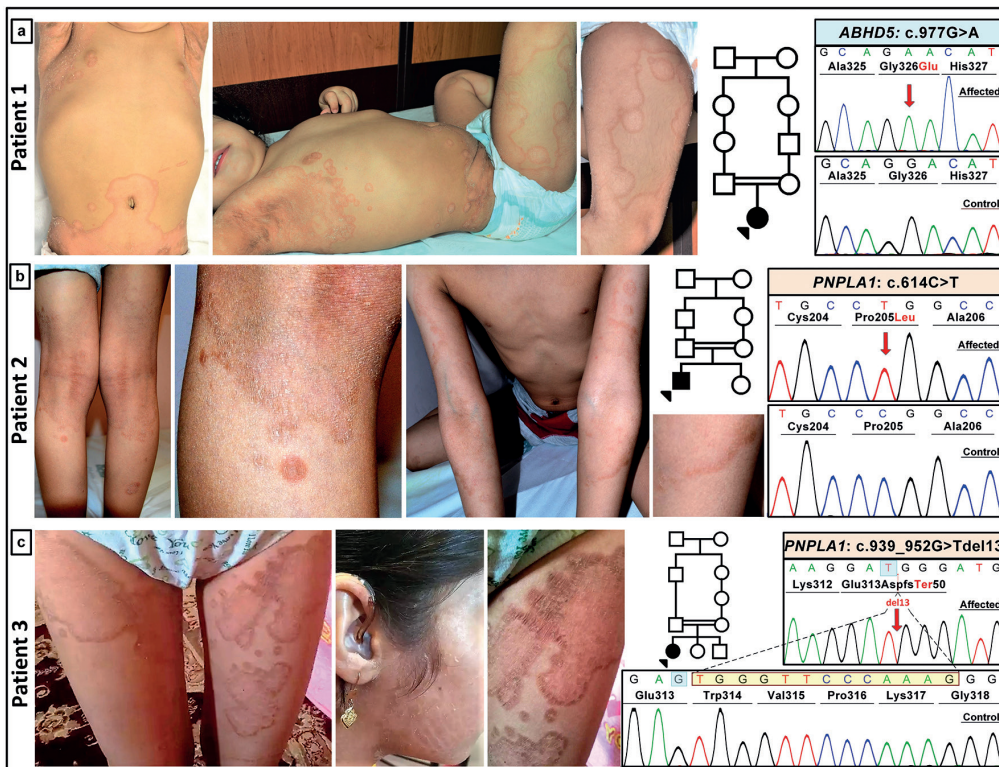 a
Patient 1
ABHD5: c.977G>A
G C A G A A C A T
Ala325 Gly326Glu His327
Affected
G C A G G A C A T
Ala325 Gly326 His327
Control
b
Patient 2
PNPLA1: c.614C>T
T G C C T G G C C
Cys204 Pro205Leu Ala206
Affected
T G C C C G G C C
Cys204 Pro205 Ala206
Control
c
Patient 3
PNPLA1: c.939_952G>Tdel13
A A G G A T G G G A T G
Lys312 Glu313AspfsTer50
del13
Affected
G A G T G G G T T C C C A A A G G G
Glu313 Trp314 Val315 Pro316 Lys317 Gly318
Control